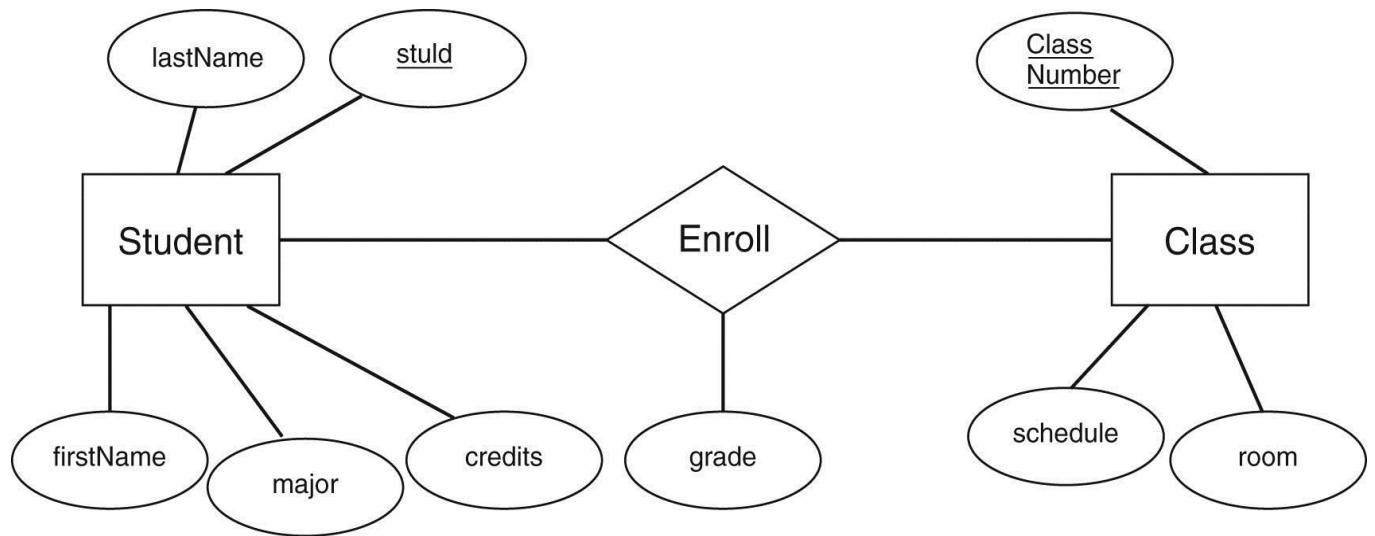 lastName
stuId
Class
Number
Student
Enroll
Class
firstName
major
credits
grade
schedule
room